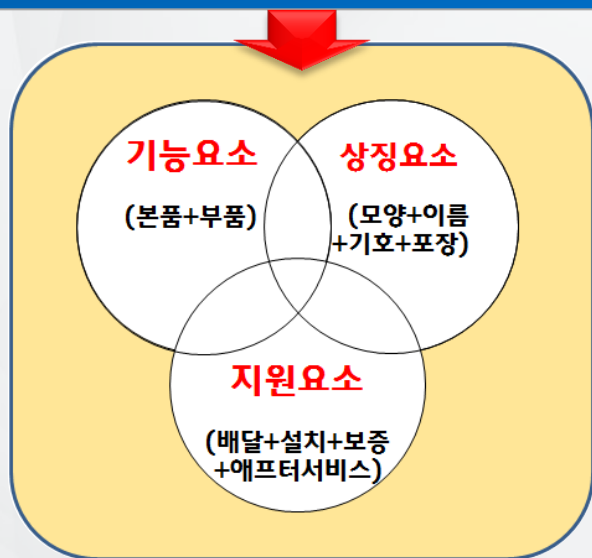 기능요소
(본품+부품)
상징요소
(모양+이름
+기호+포장)
지원요소
(배달+설치+보증
+애프터서비스)